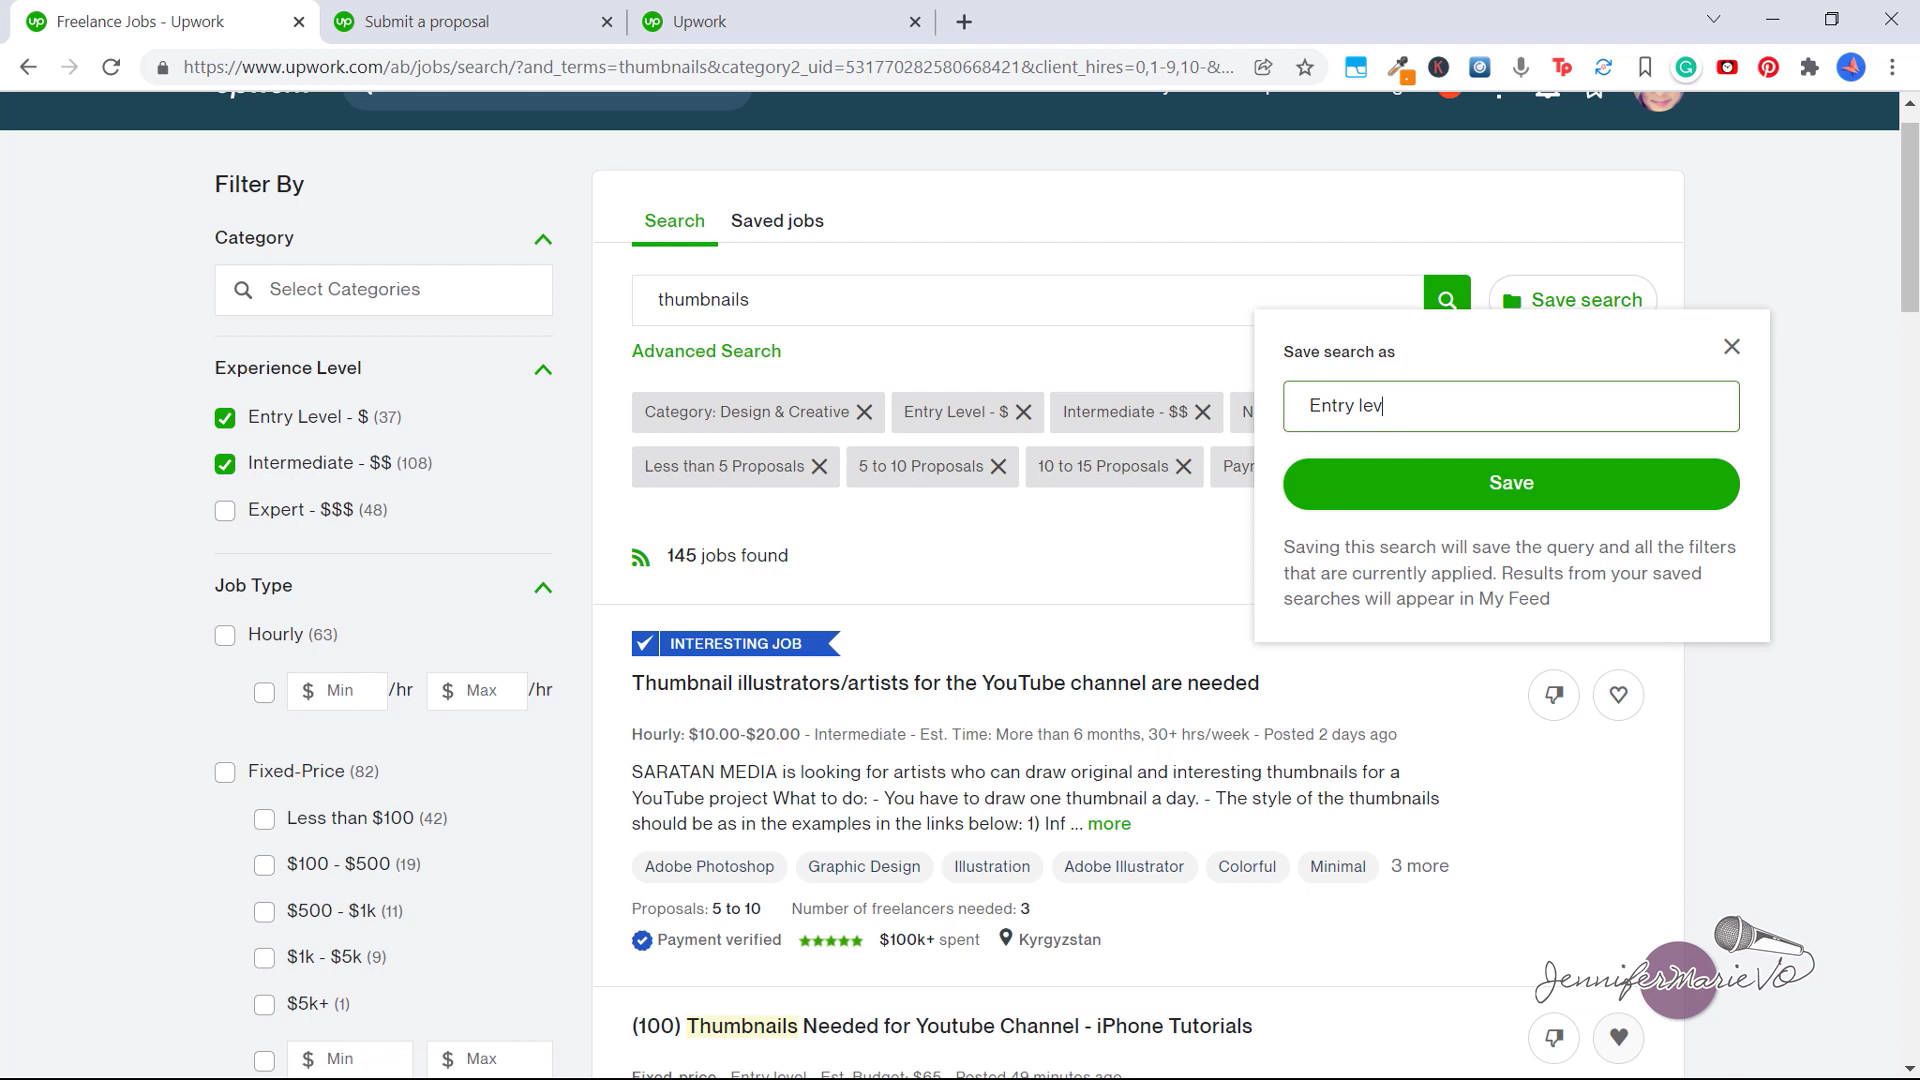 Freelance Jobs - Upwork
Submit a proposal
Upwork
https://www.upwork.com/ab/jobs/search/?and_terms=thumbnails&category2_uid=531770282580668421&client_hires=0,1-9,10-&...
Filter By
Category
Select Categories
Experience Level
Entry Level - $ (37)
Intermediate - $$ (108)
Expert - $$$ (48)
Job Type
Hourly (63)
$ Min /hr $ Max /hr
Fixed-Price (82)
Less than $100 (42)
$100 - $500 (19)
$500 - $1k (11)
$1k - $5k (9)
$5k+ (1)
$ Min $ Max
Search Saved jobs
thumbnails
Save search
Advanced Search
Category: Design & Creative Entry Level - $ Intermediate - $$ N
Less than 5 Proposals 5 to 10 Proposals 10 to 15 Proposals Payr
Save search as
Entry lev
Save
Saving this search will save the query and all the filters
that are currently applied. Results from your saved
searches will appear in My Feed
145 jobs found
INTERESTING JOB
Thumbnail illustrators/artists for the YouTube channel are needed
Hourly: $10.00-$20.00 - Intermediate - Est. Time: More than 6 months, 30+ hrs/week - Posted 2 days ago
SARATAN MEDIA is looking for artists who can draw original and interesting thumbnails for a
YouTube project What to do: - You have to draw one thumbnail a day. - The style of the thumbnails
should be as in the examples in the links below: 1) Inf ... more
Adobe Photoshop Graphic Design Illustration Adobe Illustrator Colorful Minimal 3 more
Proposals: 5 to 10 Number of freelancers needed: 3
Payment verified $100k+ spent Kyrgyzstan
(100) Thumbnails Needed for Youtube Channel - iPhone Tutorials
Fixed-price - Entry level - Est. Budget: $65 - Posted 49 minutes ago
JenniferMarieVO